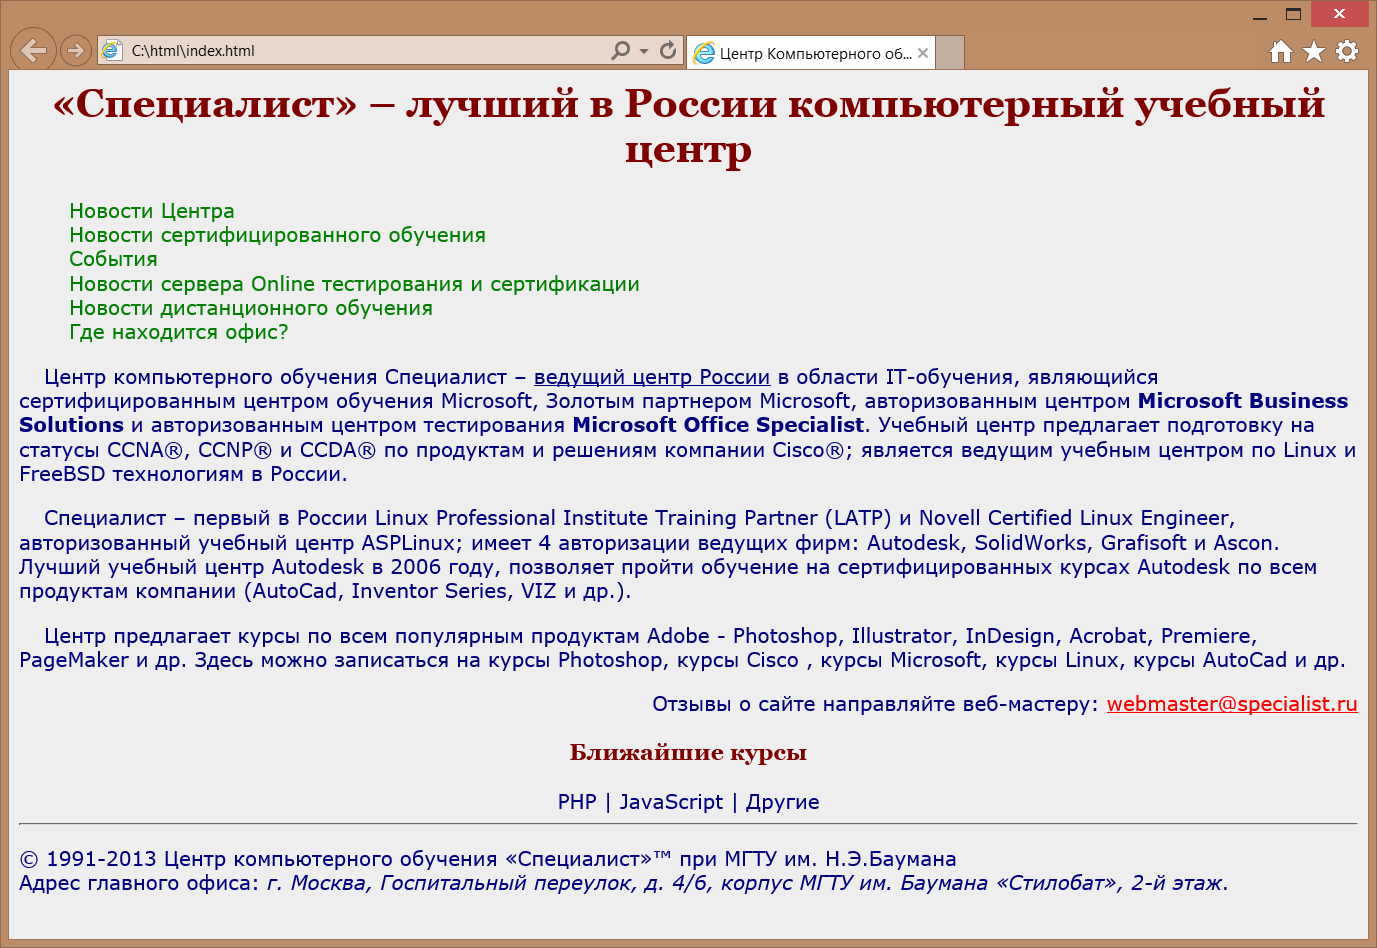 C:\html\index.html
Центр Компьютерного об...
«Специалист» – лучший в России компьютерный учебный
центр
Новости Центра
Новости сертифицированного обучения
События
Новости сервера Online тестирования и сертификации
Новости дистанционного обучения
Где находится офис?
Центр компьютерного обучения Специалист – ведущий центр России в области IT-обучения, являющийся
сертифицированным центром обучения Microsoft, Золотым партнером Microsoft, авторизованным центром Microsoft Business
Solutions и авторизованным центром тестирования Microsoft Office Specialist. Учебный центр предлагает подготовку на
статусы CCNA®, CCNP® и CCDA® по продуктам и решениям компании Cisco®; является ведущим учебным центром по Linux и
FreeBSD технологиям в России.
Специалист – первый в России Linux Professional Institute Training Partner (LATP) и Novell Certified Linux Engineer,
авторизованный учебный центр ASPLinux; имеет 4 авторизации ведущих фирм: Autodesk, SolidWorks, Grafisoft и Ascon.
Лучший учебный центр Autodesk в 2006 году, позволяет пройти обучение на сертифицированных курсах Autodesk по всем
продуктам компании (AutoCad, Inventor Series, VIZ и др.).
Центр предлагает курсы по всем популярным продуктам Adobe - Photoshop, Illustrator, InDesign, Acrobat, Premiere,
PageMaker и др. Здесь можно записаться на курсы Photoshop, курсы Cisco , курсы Microsoft, курсы Linux, курсы AutoCad и др.
Отзывы о сайте направляйте веб-мастеру: webmaster@specialist.ru
Ближайшие курсы
PHP | JavaScript | Другие
© 1991-2013 Центр компьютерного обучения «Специалист»™ при МГТУ им. Н.Э.Баумана
Адрес главного офиса: г. Москва, Госпитальный переулок, д. 4/6, корпус МГТУ им. Баумана «Стилобат», 2-й этаж.